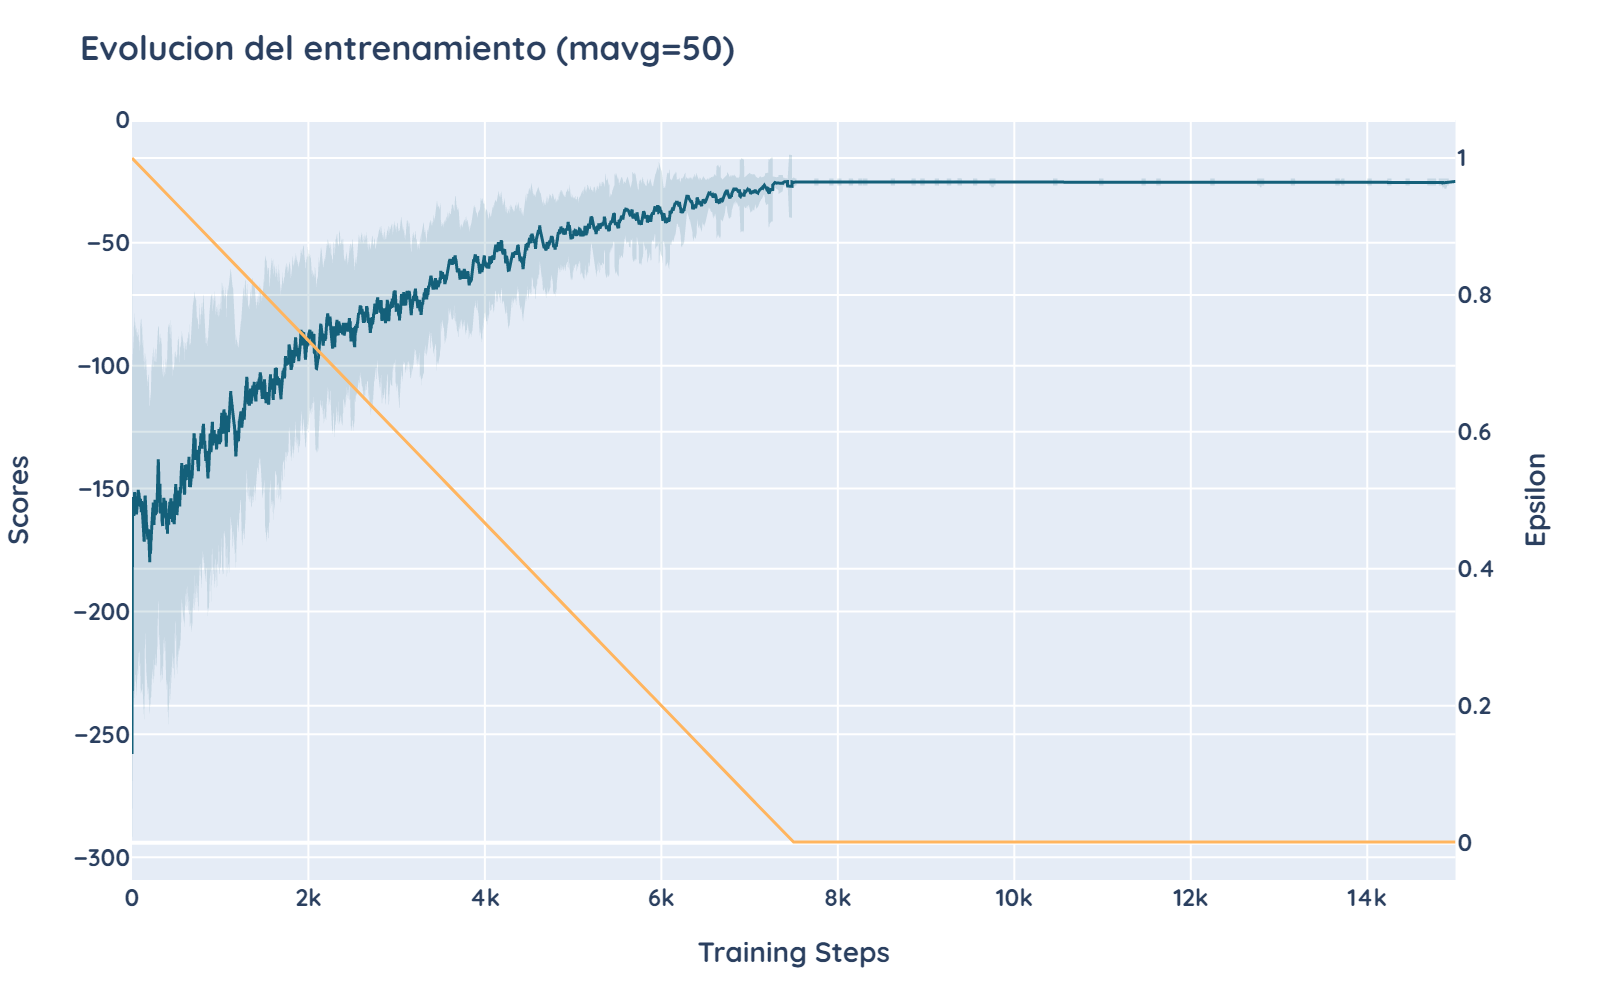 Evolucion del entrenamiento (mavg=50)
0
−50
−100
−150
−200
−250
−300
Scores
1
0.8
0.6
0.4
0.2
0
Epsilon
0
2k
4k
6k
8k
10k
12k
14k
Training Steps